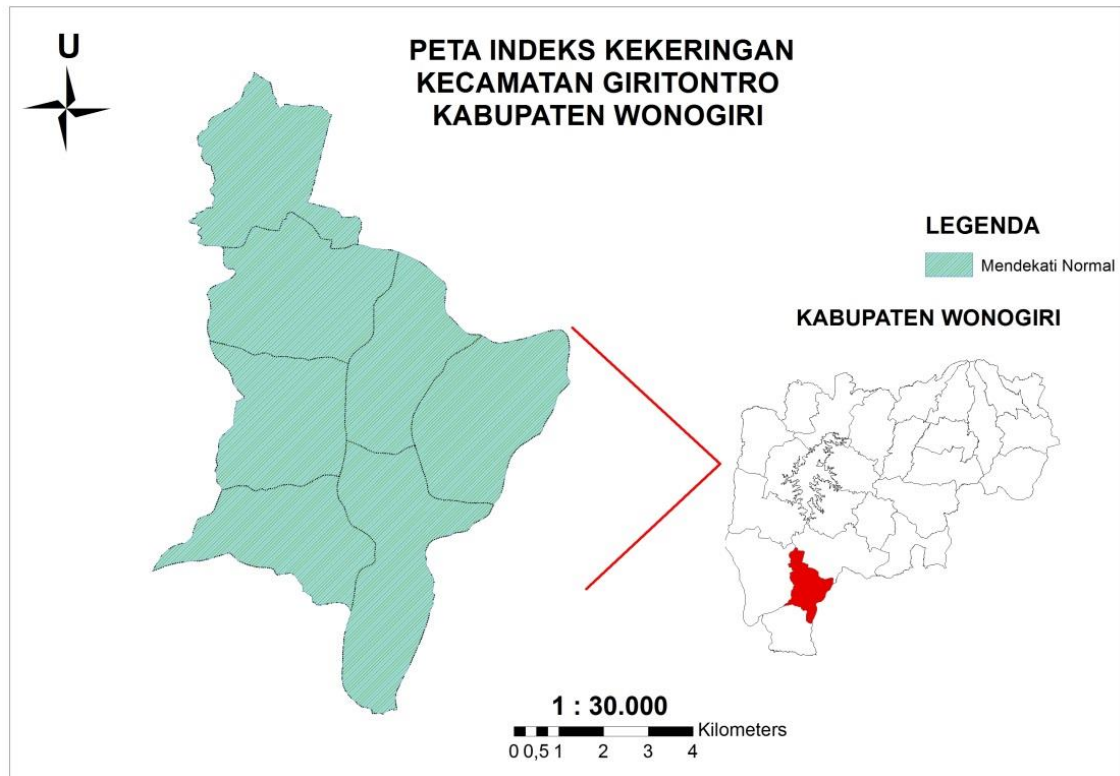 U
PETA INDEKS KEKERINGAN
KECAMATAN GIRITONTRO
KABUPATEN WONOGIRI
LEGENDA
Mendekati Normal
KABUPATEN WONOGIRI
1 : 30.000
Kilometers
0 0,5 1 2 3 4